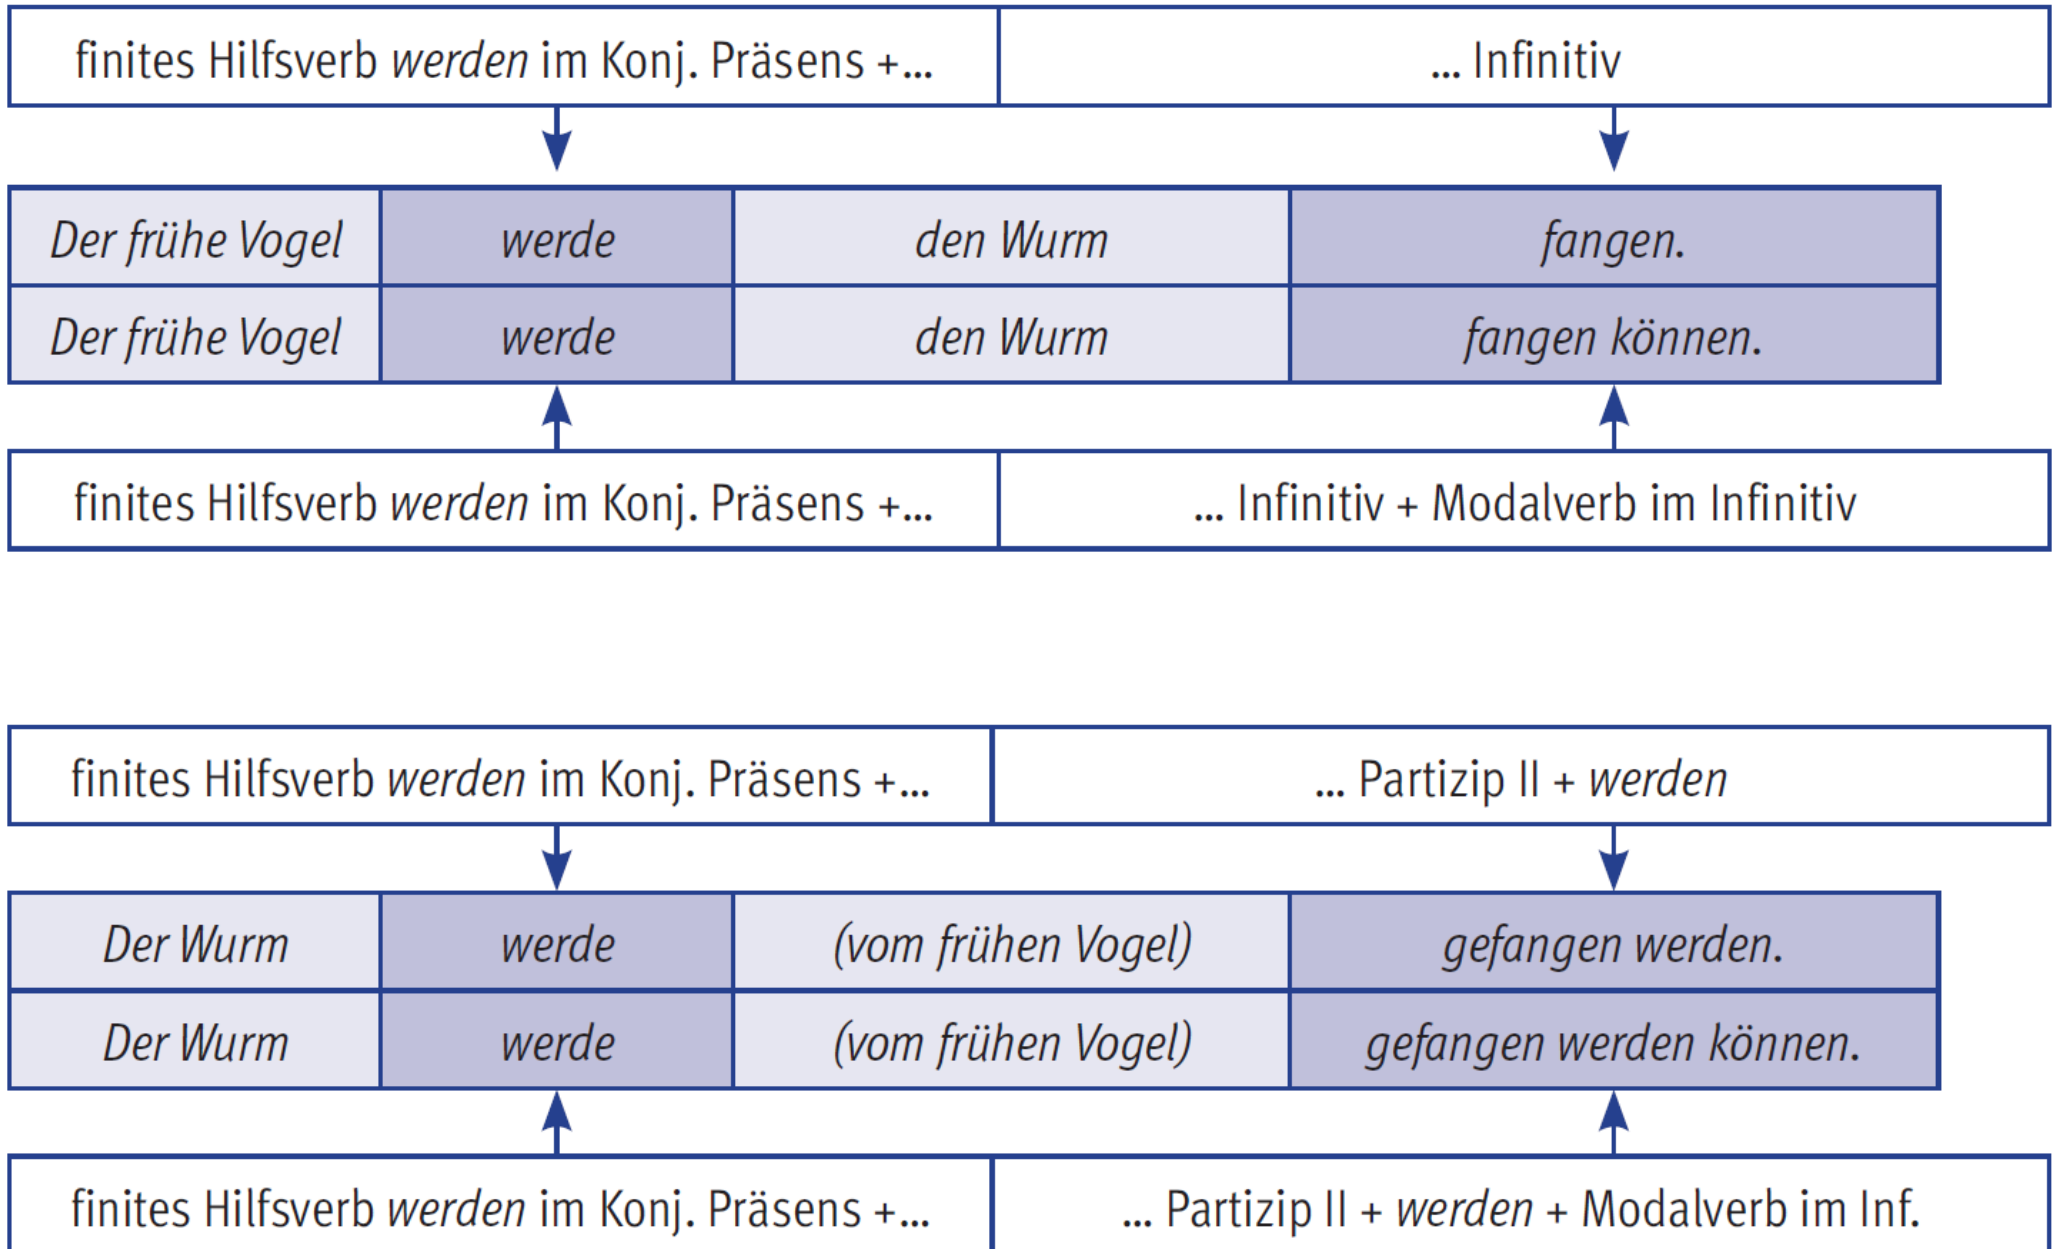 finites Hilfsverb werden im Konj. Präsens +... ... Infinitiv
Der frühe Vogel werde den Wurm fangen.
Der frühe Vogel werde den Wurm fangen können.
finites Hilfsverb werden im Konj. Präsens +... ... Infinitiv + Modalverb im Infinitiv
finites Hilfsverb werden im Konj. Präsens +... ... Partizip II + werden
Der Wurm werde (vom frühen Vogel) gefangen werden.
Der Wurm werde (vom frühen Vogel) gefangen werden können.
finites Hilfsverb werden im Konj. Präsens +... ... Partizip II + werden + Modalverb im Inf.